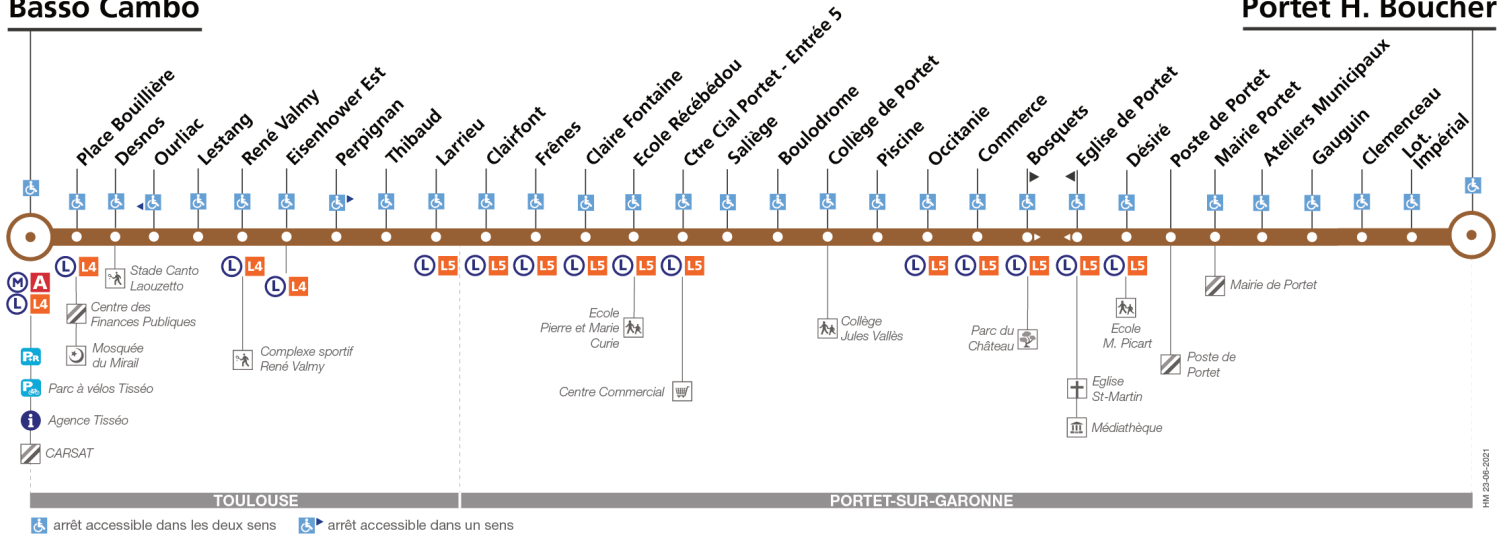 Basso Cambo
Portet H. Boucher
Place Bouillière
Desnos
Ourliac
Lestang
René Valmy
Eisenhower Est
Perpignan
Thibaud
Larrieu
Clairfont
Frênes
Claire Fontaine
Ecole Récébédou
Ctre Cial Portet - Entrée 5
Saliège
Boulodrome
Collège de Portet
Piscine
Occitanie
Commerce
Bosquets
Eglise de Portet
Désiré
Poste de Portet
Mairie Portet
Ateliers Municipaux
Gauguin
Clemenceau
Lot.
Impérial
M A
L L4
L L4
L L4
L L4
L L5
L L5
L L5
L L5
L L5
L L5
L L5
L L5
L L5
L L5
L L5
Stade Canto
Laouzetto
Centre des
Finances Publiques
Mosquée
du Mirail
Complexe sportif
René Valmy
Ecole
Pierre et Marie
Curie
Centre Commercial
Collège
Jules Vallès
Parc du
Château
Eglise
St-Martin
Médiathèque
Ecole
M. Picart
Poste de
Portet
Mairie de Portet
P+R
P Parc à vélos Tisséo
i Agence Tisséo
CARSAT
TOULOUSE
PORTET-SUR-GARONNE
arrêt accessible dans les deux sens
arrêt accessible dans un sens
HM 23-06-2021